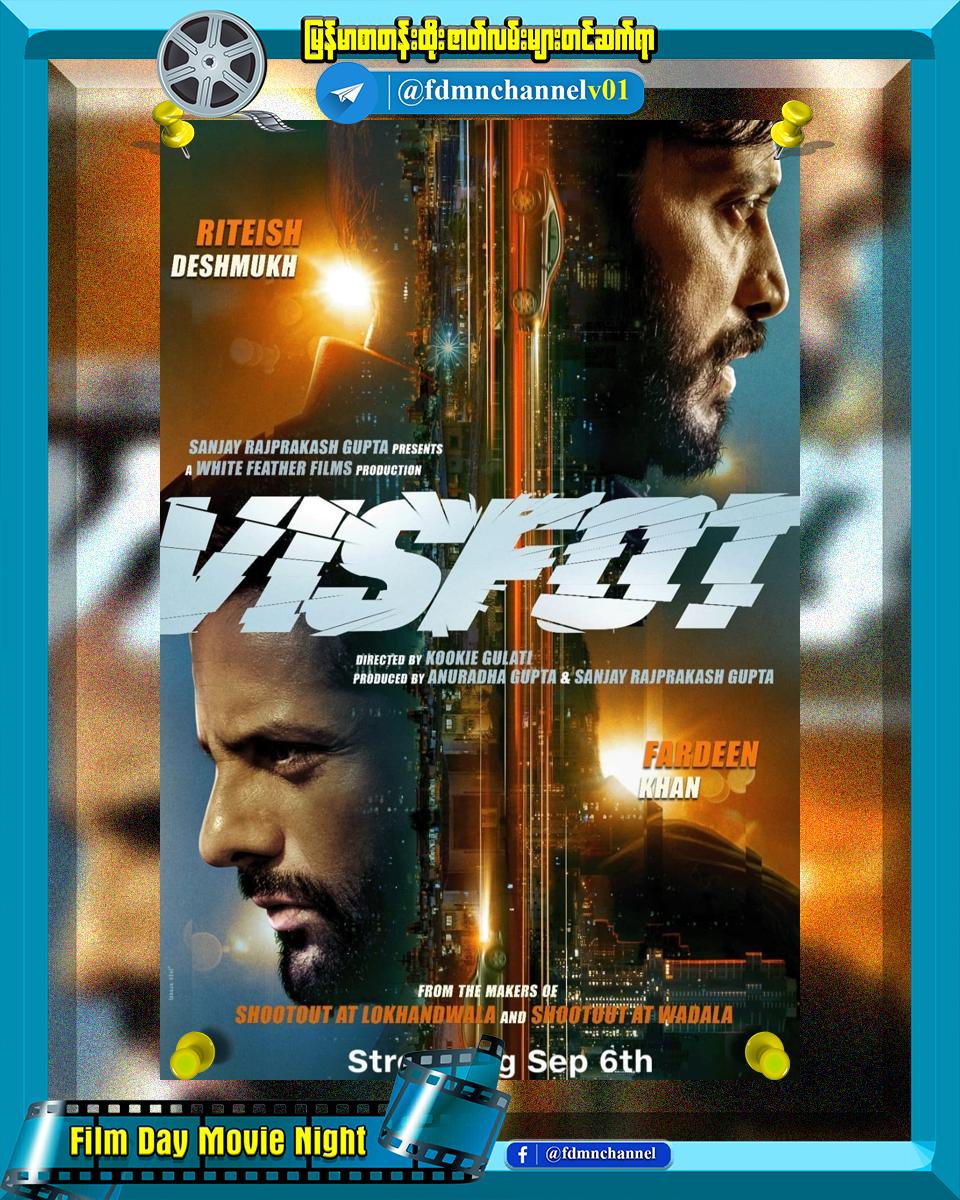 မြန်မာစာတန်းထိုးဇာတ်လမ်းများတင်ဆက်ရာ
@fdmnchannelv01
RITEISH
DESHMUKH
SANJAY RAJPRAKASH GUPTA PRESENTS
A WHITE FEATHER FILMS PRODUCTION
VISFOT
DIRECTED BY KOOKIE GULATI
PRODUCED BY ANURADHA GUPTA & SANJAY RAJPRAKASH GUPTA
FARDEEN
KHAN
FROM THE MAKERS OF
SHOOTOUT AT LOKHANDWALA AND SHOOTOUT AT WADALA
Sep 6th
Film Day Movie Night
@fdmnchannel